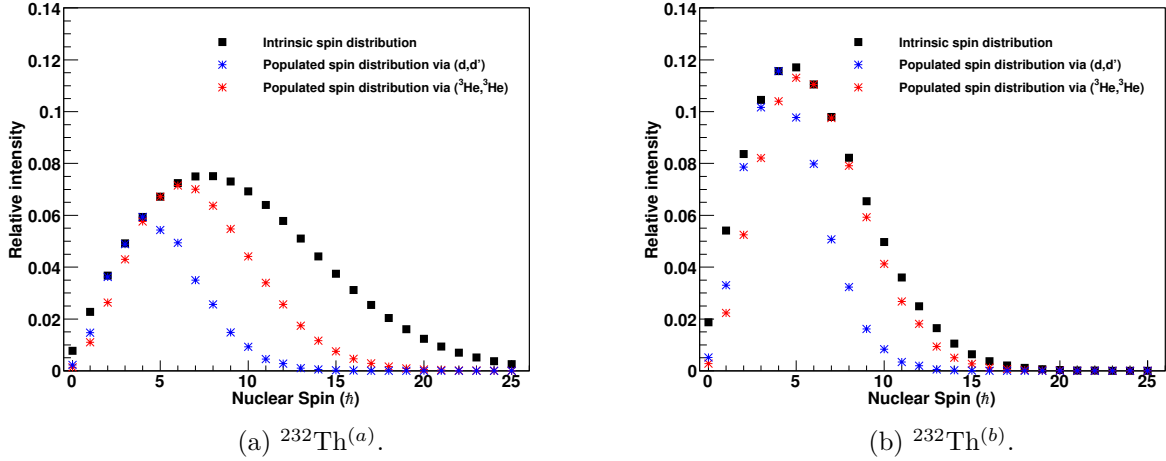 0.14
Intrinsic spin distribution
Populated spin distribution via (d,d')
Populated spin distribution via (³He,³He)
0.12
0.1
0.08
0.06
0.04
0.02
0
Relative intensity
0 5 10 15 20 25
Nuclear Spin (ℏ)
(a) ²³²Th⁽ᵃ⁾.
0.14
Intrinsic spin distribution
Populated spin distribution via (d,d')
Populated spin distribution via (³He,³He)
0.12
0.1
0.08
0.06
0.04
0.02
0
Relative intensity
0 5 10 15 20 25
Nuclear Spin (ℏ)
(b) ²³²Th⁽ᵇ⁾.